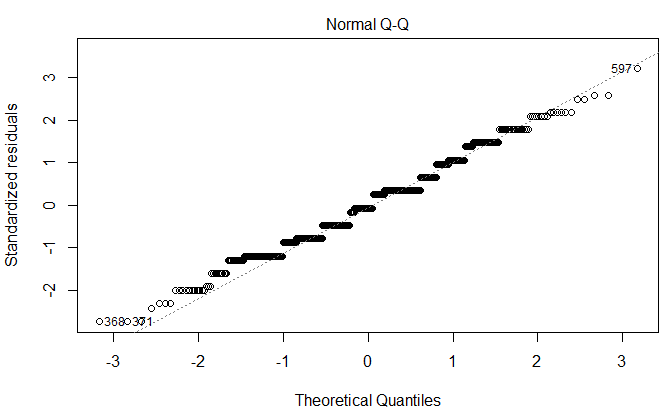 Normal Q-Q
Standardized residuals
3
2
1
0
-1
-2
597
368
371
-3 -2 -1 0 1 2 3
Theoretical Quantiles